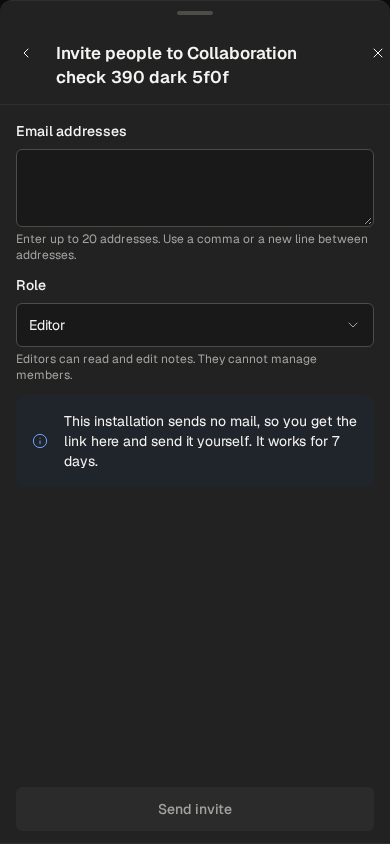 Invite people to Collaboration
check 390 dark 5f0f
Email addresses
Enter up to 20 addresses. Use a comma or a new line between
addresses.
Role
Editor
Editors can read and edit notes. They cannot manage
members.
This installation sends no mail, so you get the
link here and send it yourself. It works for 7
days.
Send invite